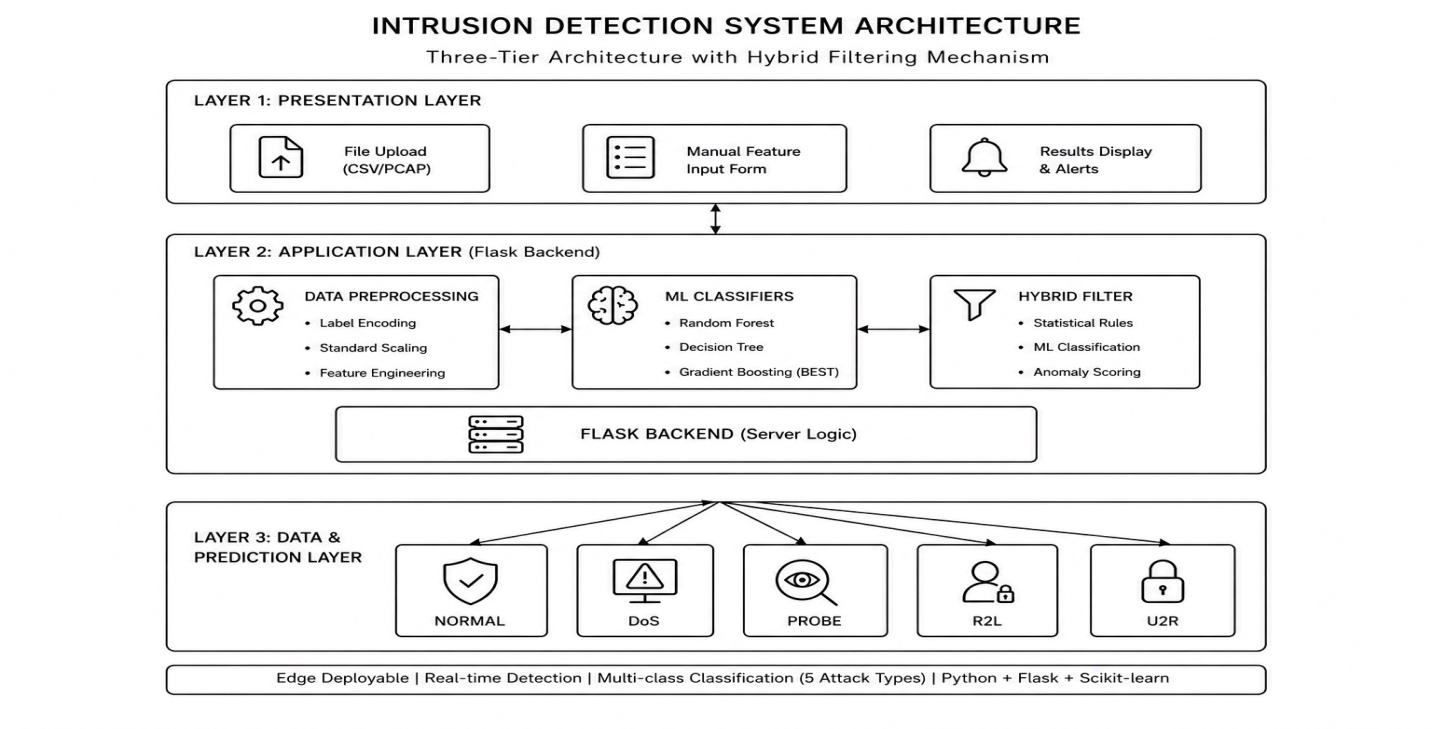 INTRUSION DETECTION SYSTEM ARCHITECTURE
Three-Tier Architecture with Hybrid Filtering Mechanism
LAYER 1: PRESENTATION LAYER
File Upload
(CSV/PCAP)
Manual Feature
Input Form
Results Display
& Alerts
LAYER 2: APPLICATION LAYER (Flask Backend)
DATA PREPROCESSING
• Label Encoding
• Standard Scaling
• Feature Engineering
ML CLASSIFIERS
• Random Forest
• Decision Tree
• Gradient Boosting (BEST)
HYBRID FILTER
• Statistical Rules
• ML Classification
• Anomaly Scoring
FLASK BACKEND (Server Logic)
LAYER 3: DATA &
PREDICTION LAYER
NORMAL
DoS
PROBE
R2L
U2R
Edge Deployable | Real-time Detection | Multi-class Classification (5 Attack Types) | Python + Flask + Scikit-learn